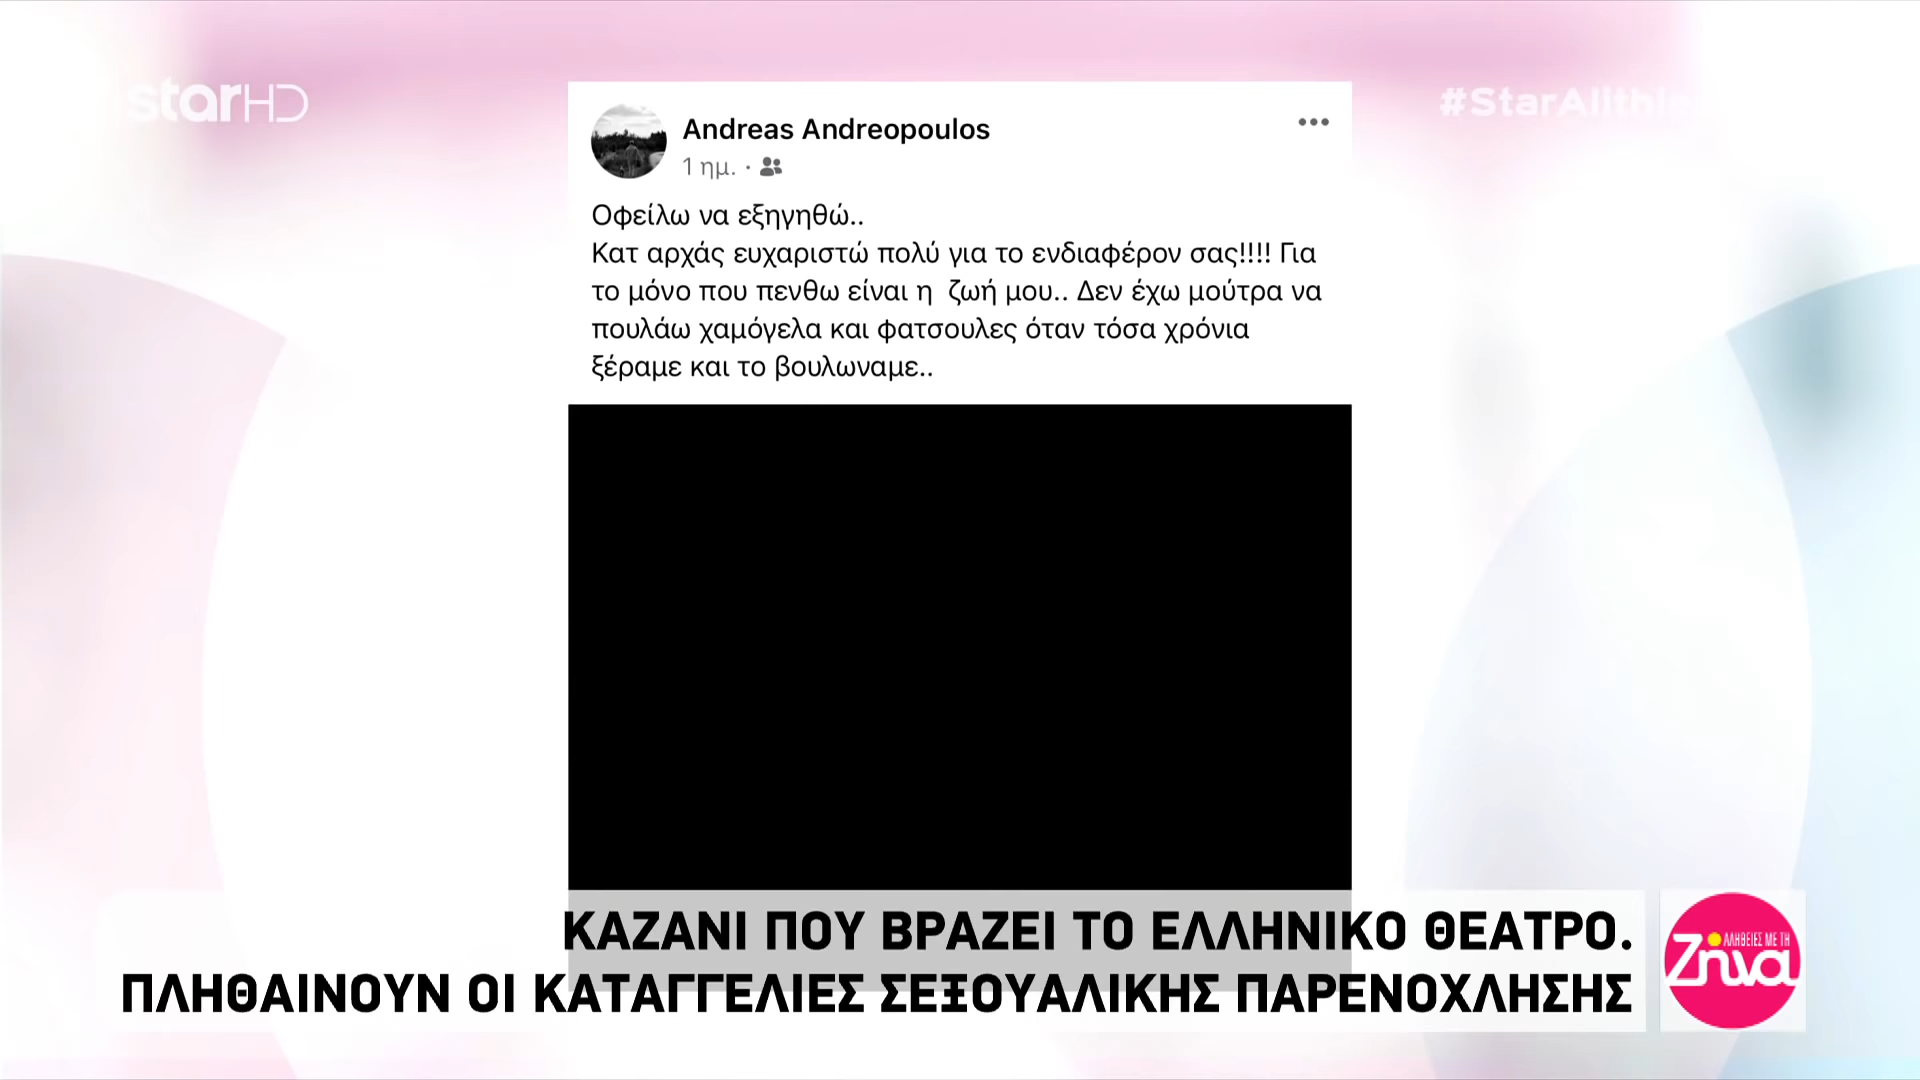 starHD
#StarAllthi
Andreas Andreopoulos
1 ημ.
Οφείλω να εξηγηθώ..
Κατ αρχάς ευχαριστώ πολύ για το ενδιαφέρον σας!!!! Για
το μόνο που πενθω είναι η ζωή μου.. Δεν έχω μούτρα να
πουλάω χαμόγελα και φατσουλες όταν τόσα χρόνια
ξέραμε και το βουλωναμε..
ΚΑΖΑΝΙ ΠΟΥ ΒΡΑΖΕΙ ΤΟ ΕΛΛΗΝΙΚΟ ΘΕΑΤΡΟ.
ΠΛΗΘΑΙΝΟΥΝ ΟΙ ΚΑΤΑΓΓΕΛΙΕΣ ΣΕΞΟΥΑΛΙΚΗΣ ΠΑΡΕΝΟΧΛΗΣΗΣ
ΑΛΗΘΕΙΕΣ ΜΕ ΤΗ
Ζήνα